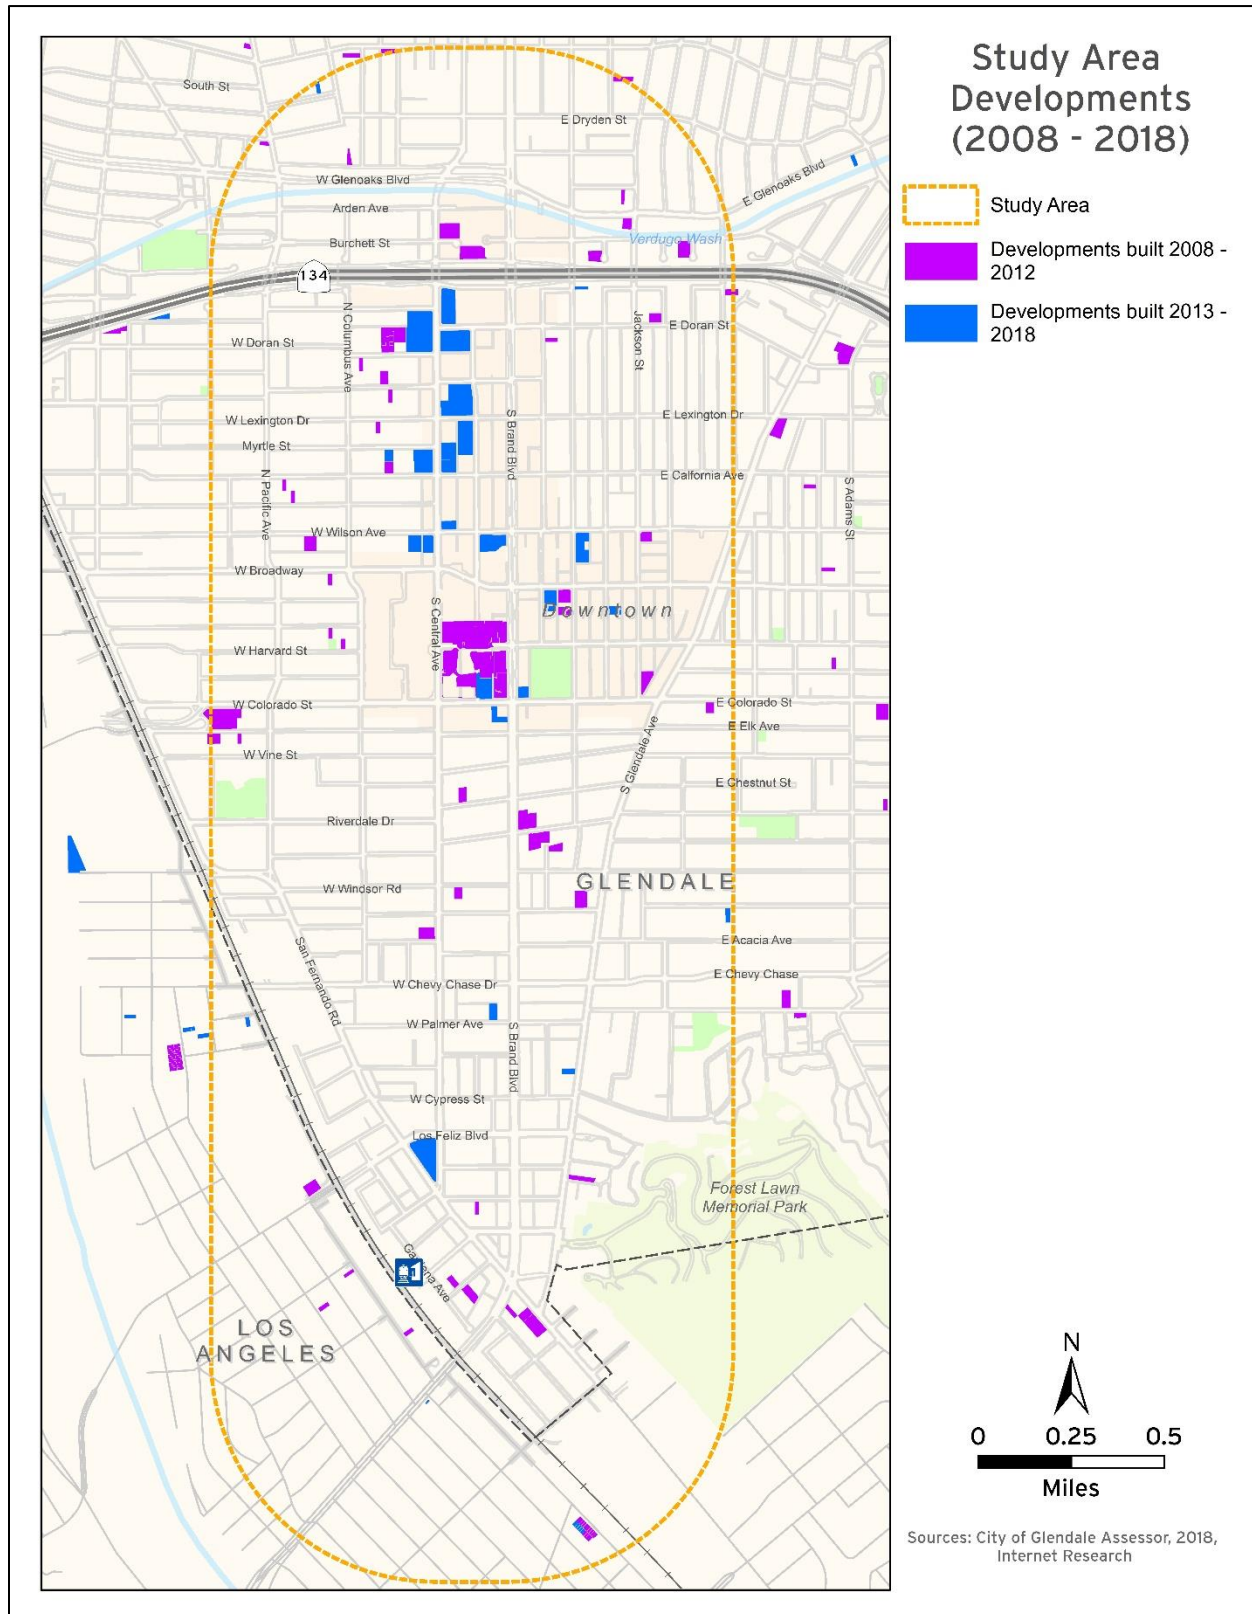 Study Area
Developments
(2008 - 2018)
Study Area
Developments built 2008 -
2012
Developments built 2013 -
2018
South St
E Dryden St
W Glenoaks Blvd
E Glenoaks Blvd
Arden Ave
Burchett St
Verdugo Wash
134
N Columbus Ave
Jackson St
E Doran St
W Doran St
S Brand Blvd
E Lexington Dr
W Lexington Dr
Myrtle St
E Calfornia Ave
N Pacific Ave
S Adams St
W Wilson Ave
W Broadway
Downtown
S Central Ave
W Harvard St
W Colorado St
E Colorado St
E Elk Ave
W Vine St
S Glendale Ave
E Chestnut St
Riverdale Dr
GLENDALE
W Windsor Rd
E Acacia Ave
San Fernando Rd
E Chevy Chase
W Chevy Chase Dr
W Palmer Ave
S Brand Blvd
W Cypress St
Los Feliz Blvd
Forest Lawn
Memorial Park
LOS
ANGELES
N
0 0.25 0.5
Miles
Sources: City of Glendale Assessor, 2018,
Internet Research